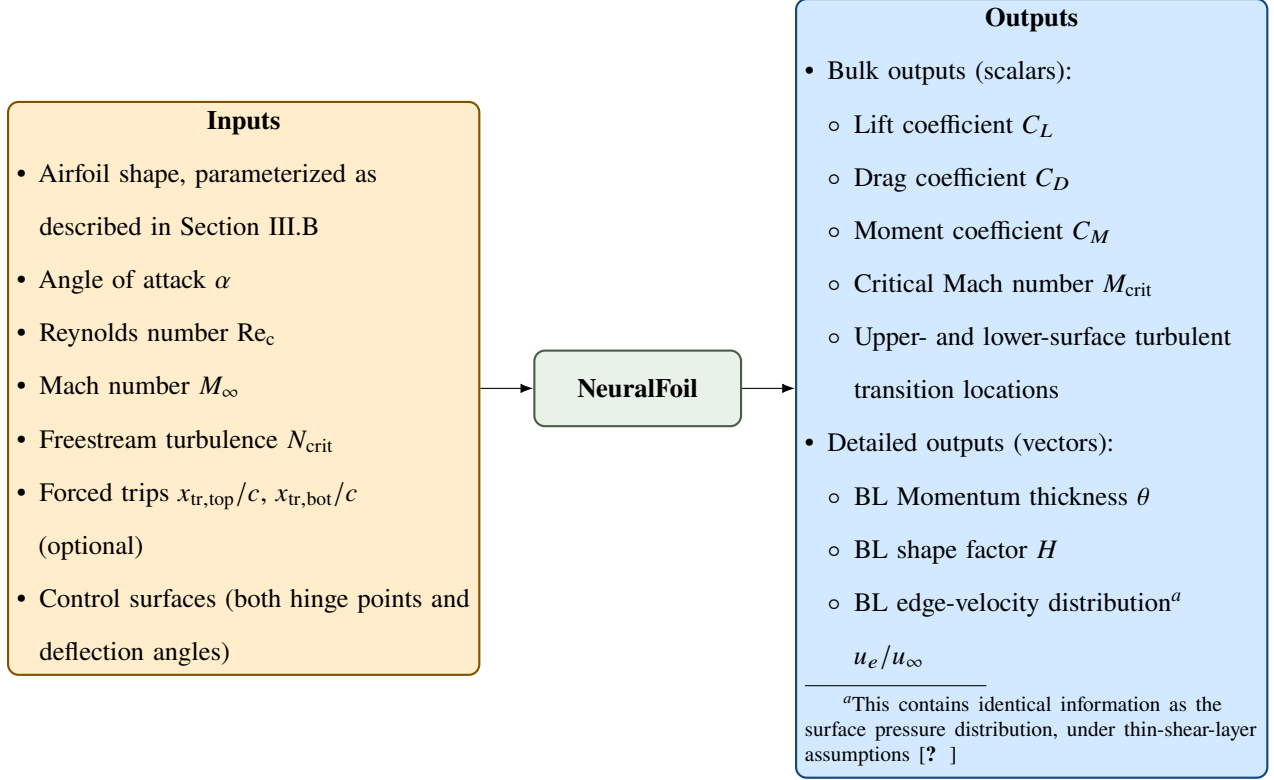 Inputs
• Airfoil shape, parameterized as
described in Section III.B
• Angle of attack α
• Reynolds number Re_c
• Mach number M_∞
• Freestream turbulence N_crit
• Forced trips x_tr,top/c, x_tr,bot/c
(optional)
• Control surfaces (both hinge points and
deflection angles)
NeuralFoil
Outputs
• Bulk outputs (scalars):
◦ Lift coefficient C_L
◦ Drag coefficient C_D
◦ Moment coefficient C_M
◦ Critical Mach number M_crit
◦ Upper- and lower-surface turbulent
transition locations
• Detailed outputs (vectors):
◦ BL Momentum thickness θ
◦ BL shape factor H
◦ BL edge-velocity distribution^a
u_e/u_∞
^aThis contains identical information as the
surface pressure distribution, under thin-shear-layer
assumptions [? ]